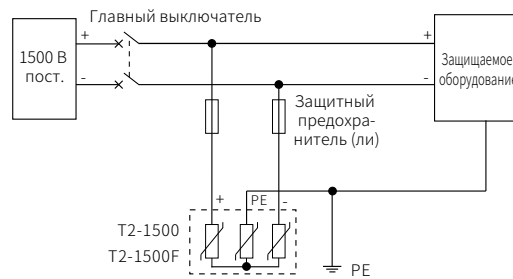 Главный выключатель
+
+
1500 В
пост.
-
-
Защищаемое
оборудование
Защитный
предохра-
нитель (ли)
+
PE
-
T2-1500
T2-1500F
PE